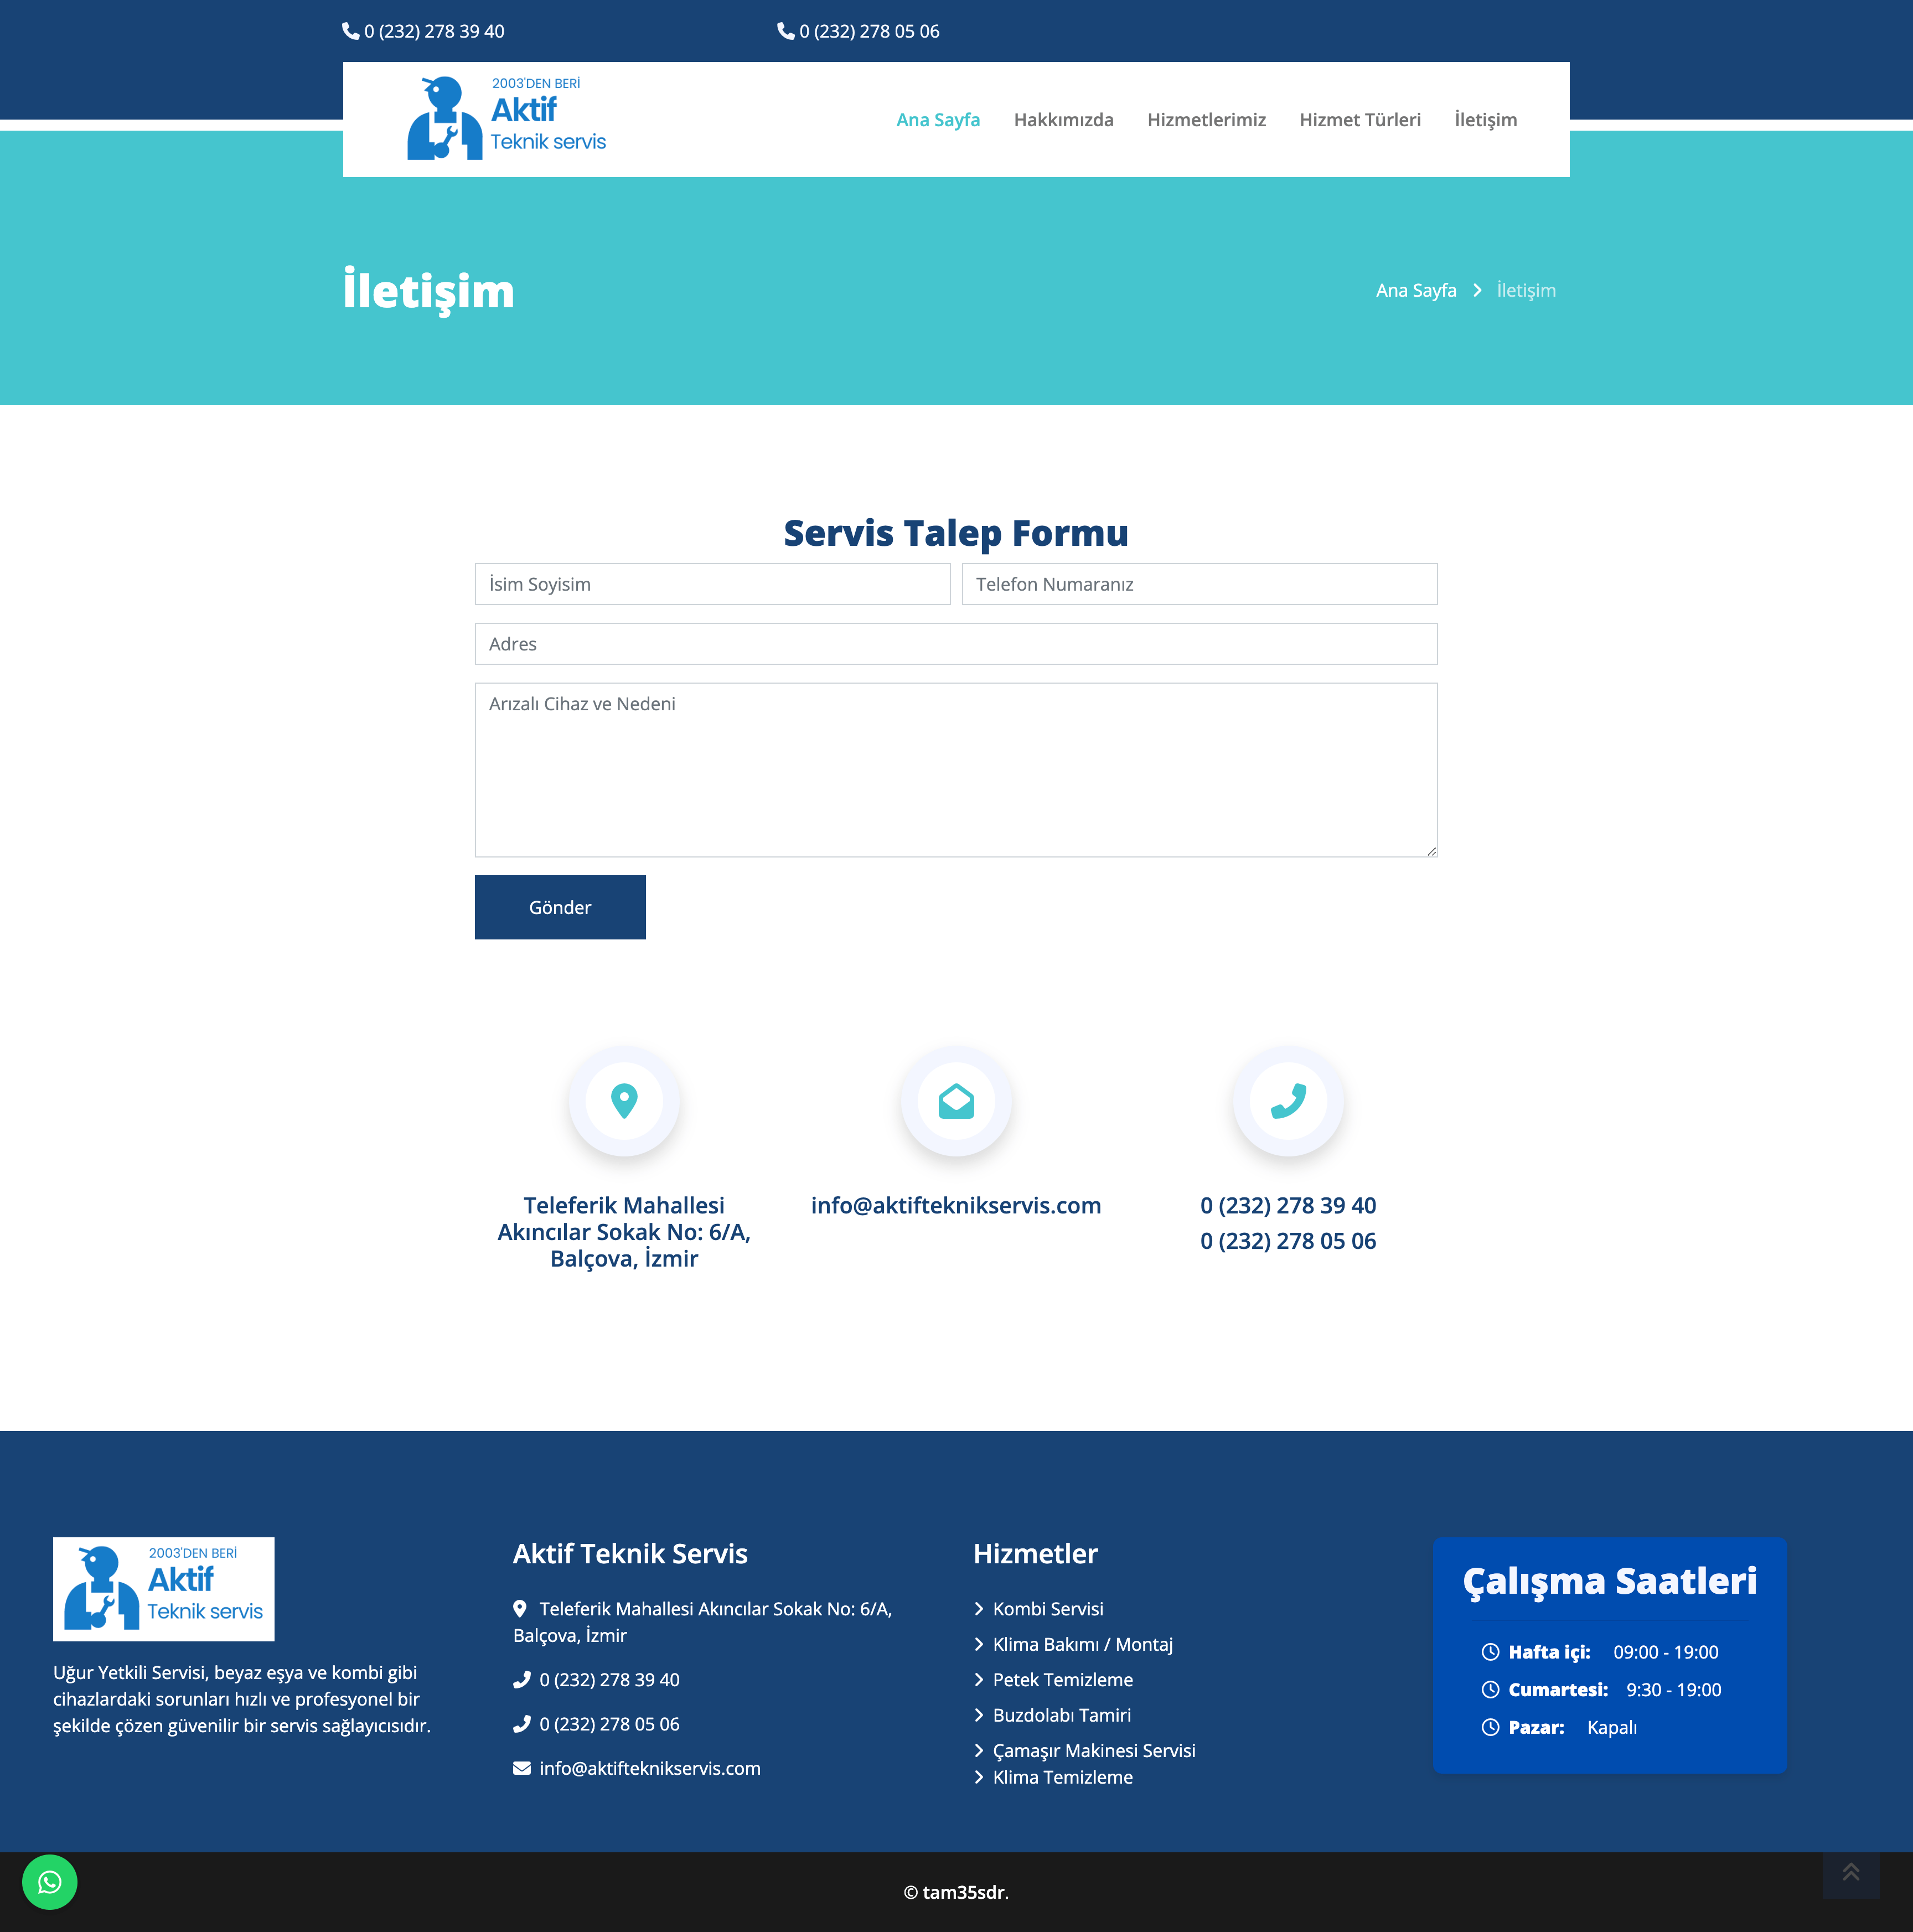 0 (232) 278 39 40
0 (232) 278 05 06
2003'DEN BERİ
Aktif
Teknik servis
Ana Sayfa
Hakkımızda
Hizmetlerimiz
Hizmet Türleri
İletişim
İletişim
Ana Sayfa
İletişim
Servis Talep Formu
İsim Soyisim
Telefon Numaranız
Adres
Arızalı Cihaz ve Nedeni
Gönder
Teleferik Mahallesi
Akıncılar Sokak No: 6/A,
Balçova, İzmir
info@aktifteknikservis.com
0 (232) 278 39 40
0 (232) 278 05 06
2003'DEN BERİ
Aktif
Teknik servis
Uğur Yetkili Servisi, beyaz eşya ve kombi gibi
cihazlardaki sorunları hızlı ve profesyonel bir
şekilde çözen güvenilir bir servis sağlayıcısıdır.
Aktif Teknik Servis
Teleferik Mahallesi Akıncılar Sokak No: 6/A,
Balçova, İzmir
0 (232) 278 39 40
0 (232) 278 05 06
info@aktifteknikservis.com
Hizmetler
Kombi Servisi
Klima Bakımı / Montaj
Petek Temizleme
Buzdolabı Tamiri
Çamaşır Makinesi Servisi
Klima Temizleme
Çalışma Saatleri
Hafta içi: 09:00 - 19:00
Cumartesi: 9:30 - 19:00
Pazar: Kapalı
© tam35sdr.